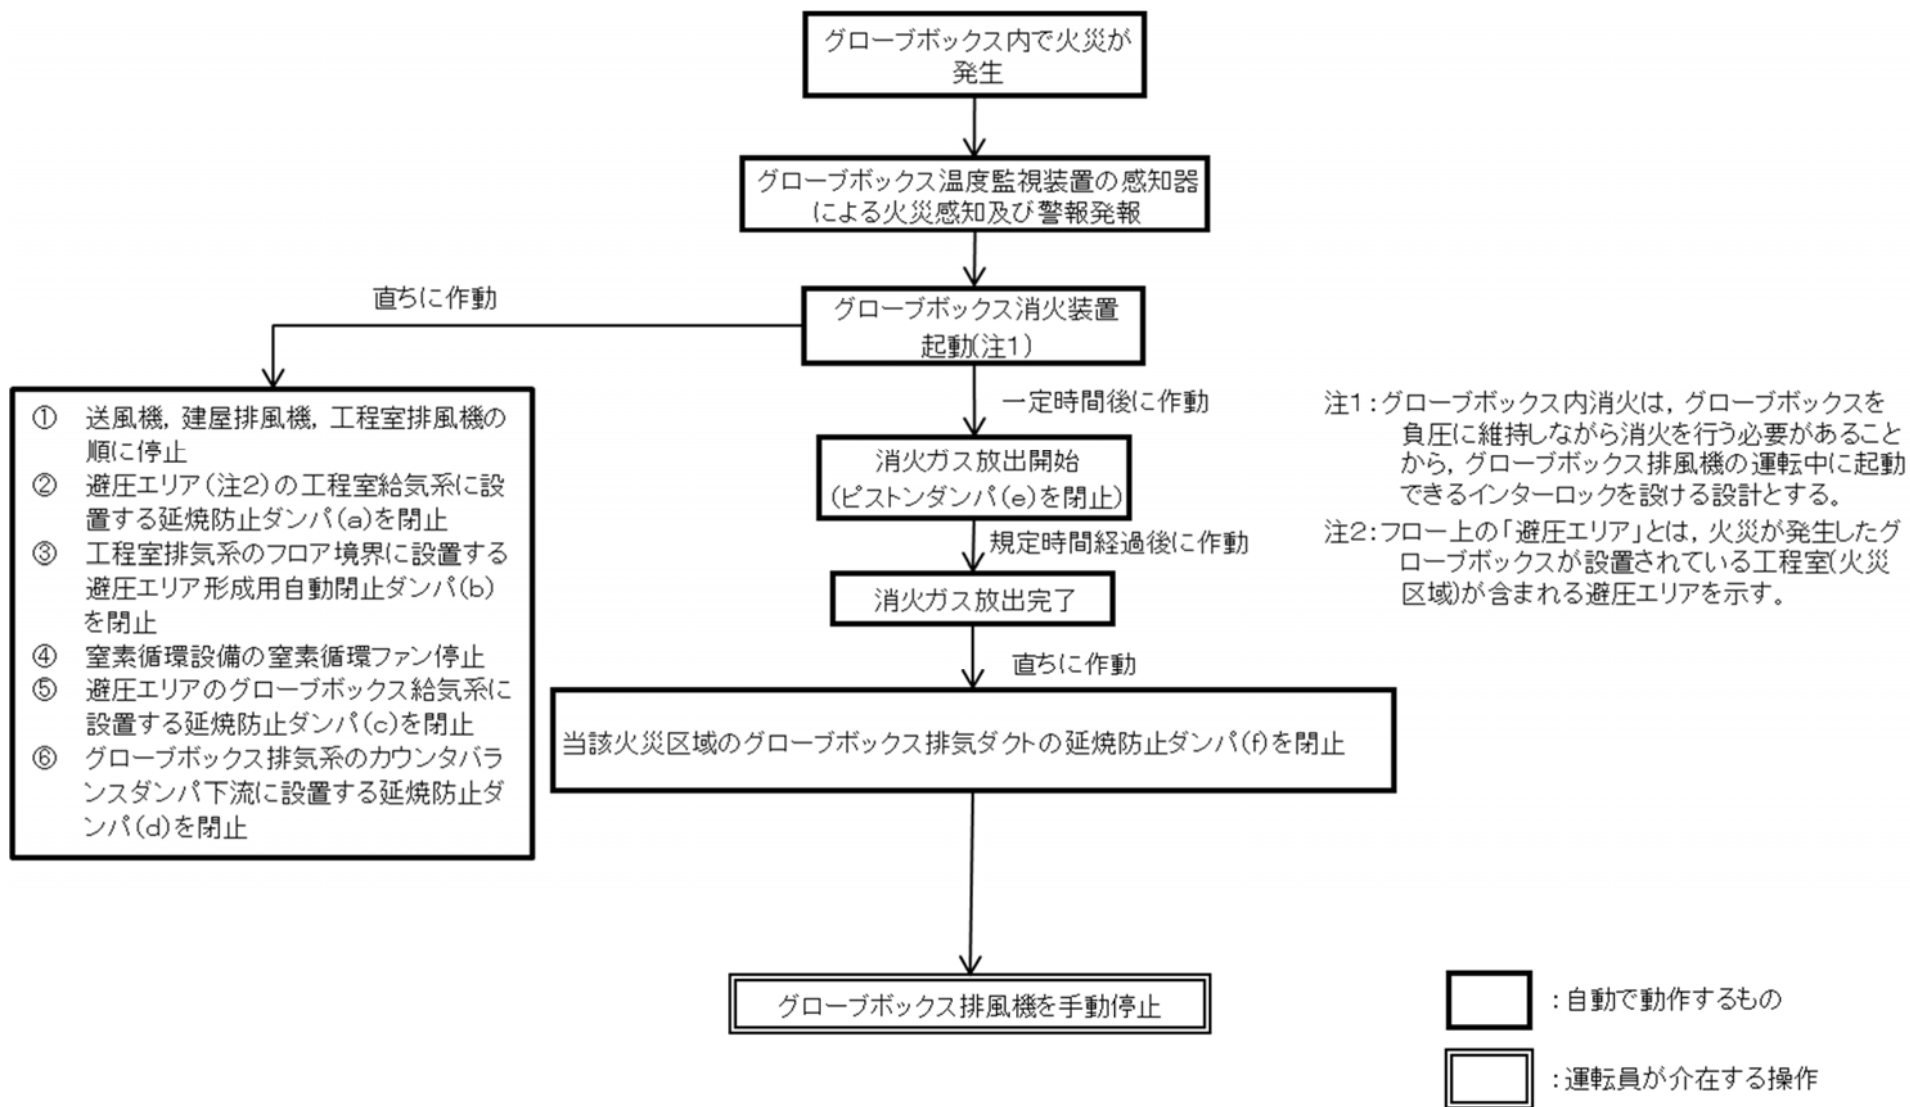 グローブボックス内で火災が
発生
グローブボックス温度監視装置の感知器
による火災感知及び警報発報
直ちに作動
グローブボックス消火装置
起動(注1)
一定時間後に作動
① 送風機，建屋排風機，工程室排風機の
順に停止
② 避圧エリア(注2)の工程室給気系に設
置する延焼防止ダンパ(a)を閉止
③ 工程室排気系のフロア境界に設置する
避圧エリア形成用自動閉止ダンパ(b)
を閉止
④ 窒素循環設備の窒素循環ファン停止
⑤ 避圧エリアのグローブボックス給気系に
設置する延焼防止ダンパ(c)を閉止
⑥ グローブボックス排気系のカウンタバラ
ンスダンパ下流に設置する延焼防止ダ
ンパ(d)を閉止
消火ガス放出開始
(ピストンダンパ(e)を閉止)
規定時間経過後に作動
消火ガス放出完了
直ちに作動
当該火災区域のグローブボックス排気ダクトの延焼防止ダンパ(f)を閉止
グローブボックス排風機を手動停止
注1：グローブボックス内消火は，グローブボックスを
負圧に維持しながら消火を行う必要があること
から，グローブボックス排風機の運転中に起動
できるインターロックを設ける設計とする。
注2：フロー上の「避圧エリア」とは，火災が発生したグ
ローブボックスが設置されている工程室(火災
区域)が含まれる避圧エリアを示す。
：自動で動作するもの
：運転員が介在する操作